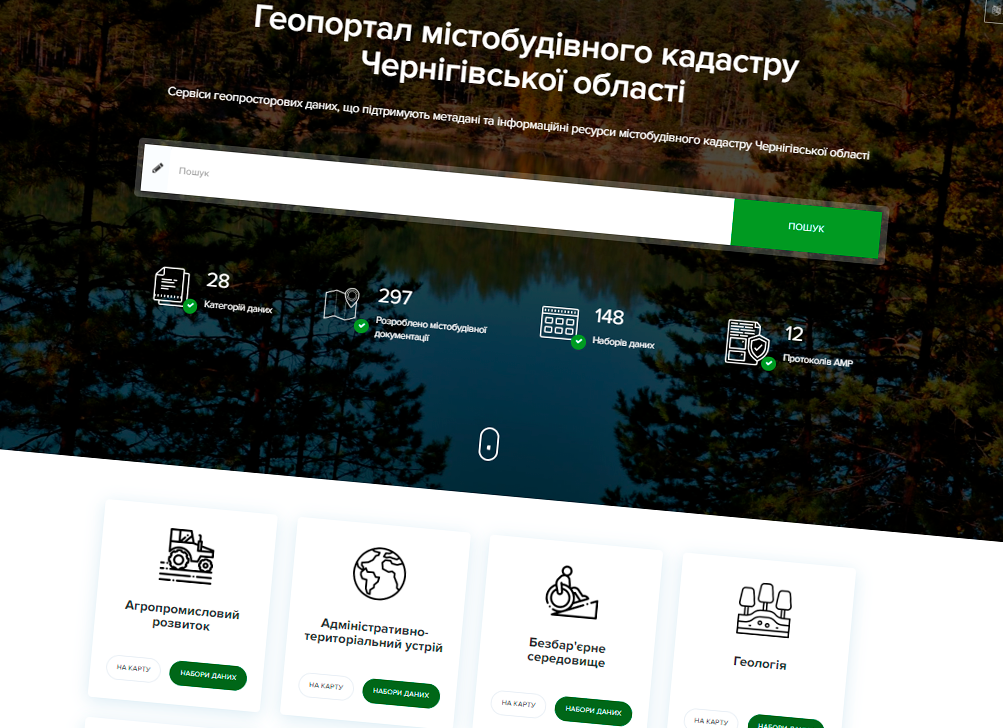 Геопортал містобудівного кадастру
Чернігівської області
Сервіси геопросторових даних, що підтримують метадані та інформаційні ресурси містобудівного кадастру Чернігівської області
Пошук
ПОШУК
28
Категорій даних
297
Розроблено містобудівної
документації
148
Наборів даних
12
Протоколів АМР
Агропромисловий
розвиток
НА КАРТУ
НАБОРИ ДАНИХ
Адміністративно-
територіальний устрій
НА КАРТУ
НАБОРИ ДАНИХ
Безбар'єрне
середовище
НА КАРТУ
НАБОРИ ДАНИХ
Геологія
НА КАРТУ
НАБОРИ ДАНИХ